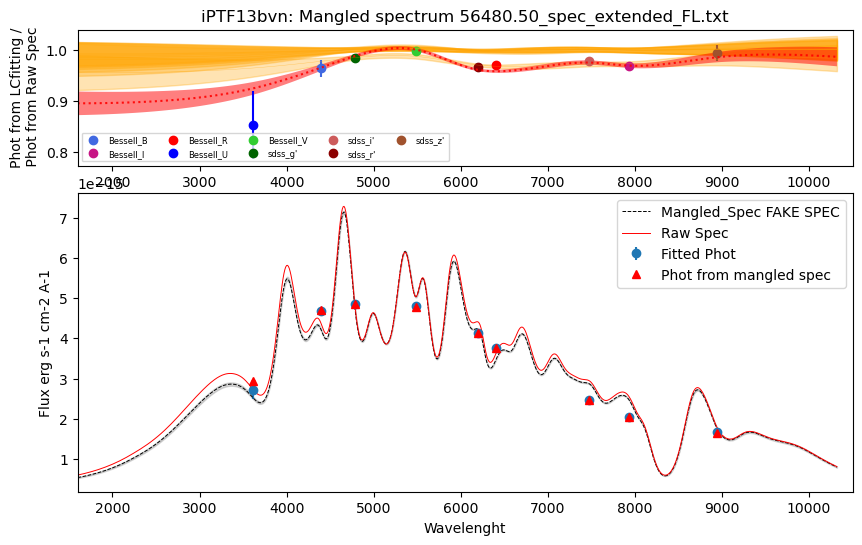 iPTF13bvn: Mangled spectrum 56480.50_spec_extended_FL.txt
Phot from LCfitting /
Phot from Raw Spec
1.0
0.9
0.8
Bessell_B
Bessell_R
Bessell_V
sdss_i'
sdss_z'
Bessell_I
Bessell_U
sdss_g'
sdss_r'
2000 3000 4000 5000 6000 7000 8000 9000 10000
1e−15
Flux erg s-1 cm-2 A-1
7
6
5
4
3
2
1
Mangled_Spec FAKE SPEC
Raw Spec
Fitted Phot
Phot from mangled spec
2000 3000 4000 5000 6000 7000 8000 9000 10000
Wavelenght